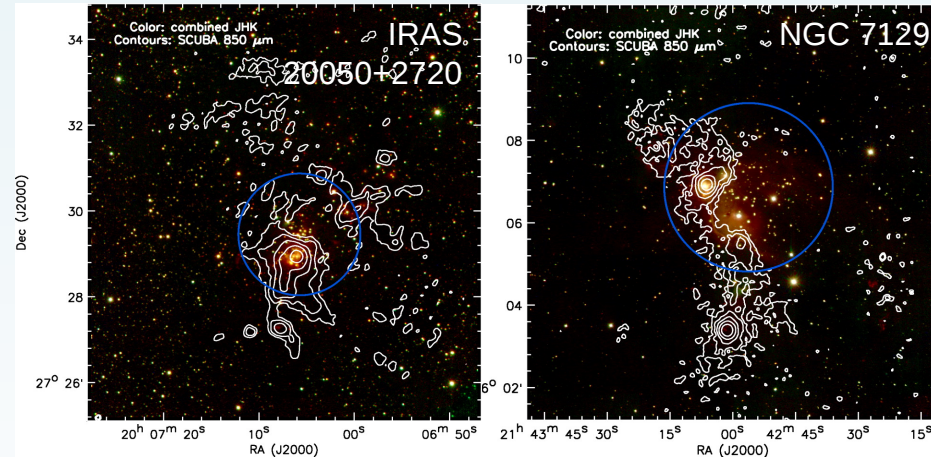 Color: combined JHK
Contours: SCUBA 850 μm
IRAS
20050+2720
34
32
30
28
27° 26'
Dec (J2000)
20ʰ 07ᵐ 20ˢ
10ˢ
00ˢ
06ᵐ 50ˢ
RA (J2000)
Color: combined JHK
Contours: SCUBA 850 μm
NGC 7129
10
08
06
04
6° 02'
21ʰ 43ᵐ 45ˢ
30ˢ
15ˢ
00ˢ
42ᵐ 45ˢ
30ˢ
15ˢ
RA (J2000)